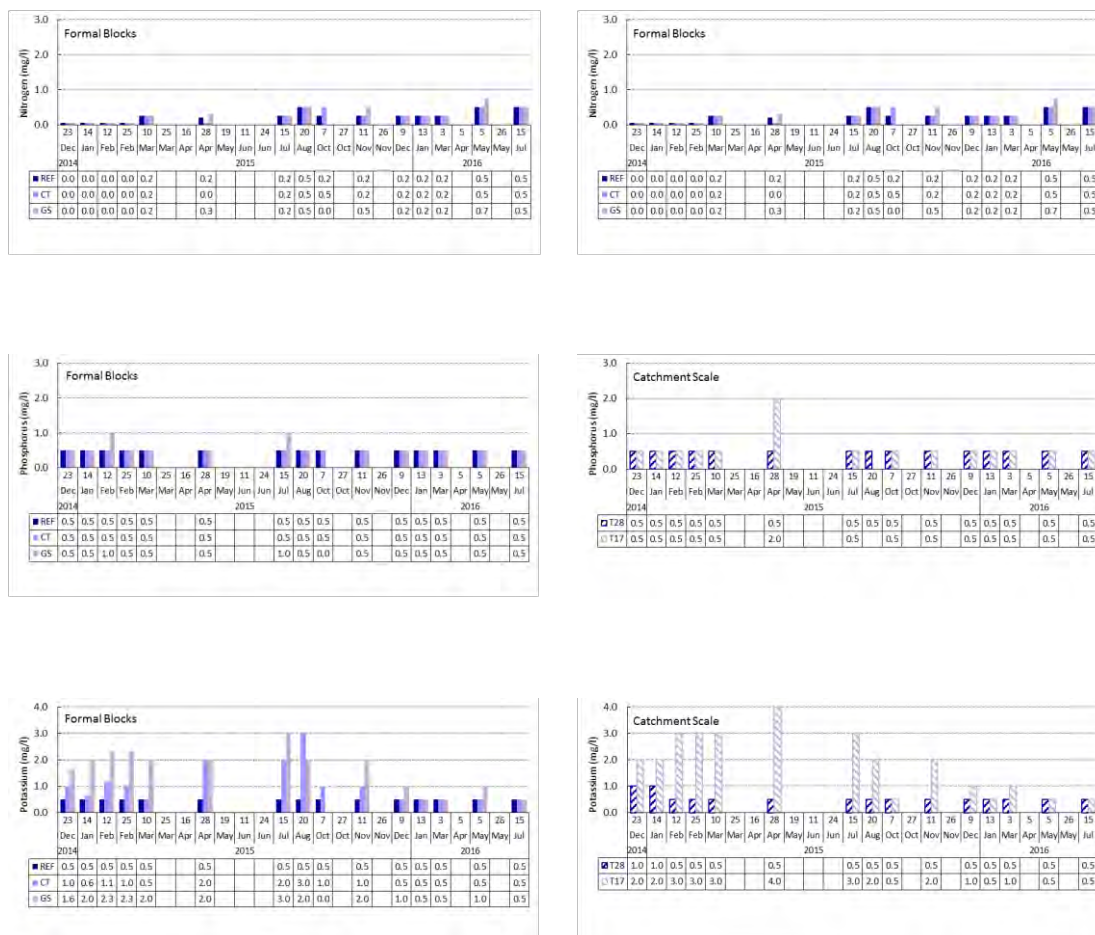 3.0
Formal Blocks
2.0
Nitrogen (mg/l)
1.0
0.0
23 14 12 25 10 25 16 28 19 11 24 15 20 7 27 11 26 9 13 3 5 5 26 15
Dec Jan Feb Feb Mar Mar Apr Apr May Jun Jun Jul Aug Oct Oct Nov Nov Dec Jan Mar Apr May May Jul
2014 2015 2016
REF 0.0 0.0 0.0 0.0 0.2 0.2 0.2 0.5 0.2 0.2 0.2 0.2 0.2 0.5 0.5
CT 0.0 0.0 0.0 0.0 0.2 0.0 0.2 0.5 0.5 0.2 0.2 0.2 0.2 0.5 0.5
GS 0.0 0.0 0.0 0.0 0.2 0.3 0.2 0.5 0.0 0.5 0.2 0.2 0.2 0.7 0.5
3.0
Formal Blocks
2.0
Nitrogen (mg/l)
1.0
0.0
23 14 12 25 10 25 16 28 19 11 24 15 20 7 27 11 26 9 13 3 5 5 26 15
Dec Jan Feb Feb Mar Mar Apr Apr May Jun Jun Jul Aug Oct Oct Nov Nov Dec Jan Mar Apr May May Jul
2014 2015 2016
REF 0.0 0.0 0.0 0.0 0.2 0.2 0.2 0.5 0.2 0.2 0.2 0.2 0.2 0.5 0.5
CT 0.0 0.0 0.0 0.0 0.2 0.0 0.2 0.5 0.5 0.2 0.2 0.2 0.2 0.5 0.5
GS 0.0 0.0 0.0 0.0 0.2 0.3 0.2 0.5 0.0 0.5 0.2 0.2 0.2 0.7 0.5
3.0
Formal Blocks
2.0
Phosphorus (mg/l)
1.0
0.0
23 14 12 25 10 25 16 28 19 11 24 15 20 7 27 11 26 9 13 3 5 5 26 15
Dec Jan Feb Feb Mar Mar Apr Apr May Jun Jun Jul Aug Oct Oct Nov Nov Dec Jan Mar Apr May May Jul
2014 2015 2016
REF 0.5 0.5 0.5 0.5 0.5 0.5 0.5 0.5 0.5 0.5 0.5 0.5 0.5 0.5 0.5
CT 0.5 0.5 0.5 0.5 0.5 0.5 0.5 0.5 0.5 0.5 0.5 0.5 0.5 0.5 0.5
GS 0.5 0.5 1.0 0.5 0.5 0.5 1.0 0.5 0.0 0.5 0.5 0.5 0.5 0.5 0.5
3.0
Catchment Scale
2.0
Phosphorus (mg/l)
1.0
0.0
23 14 12 25 10 25 16 28 19 11 24 15 20 7 27 11 26 9 13 3 5 5 26 15
Dec Jan Feb Feb Mar Mar Apr Apr May Jun Jun Jul Aug Oct Oct Nov Nov Dec Jan Mar Apr May May Jul
2014 2015 2016
T28 0.5 0.5 0.5 0.5 0.5 0.5 0.5 0.5 0.5 0.5 0.5 0.5 0.5 0.5 0.5
T17 0.5 0.5 0.5 0.5 0.5 2.0 0.5 0.5 0.5 0.5 0.5 0.5 0.5 0.5
4.0
Formal Blocks
3.0
2.0
Potassium (mg/l)
1.0
0.0
23 14 12 25 10 25 16 28 19 11 24 15 20 7 27 11 26 9 13 3 5 5 26 15
Dec Jan Feb Feb Mar Mar Apr Apr May Jun Jun Jul Aug Oct Oct Nov Nov Dec Jan Mar Apr May May Jul
2014 2015 2016
REF 0.5 0.5 0.5 0.5 0.5 0.5 0.5 0.5 0.5 0.5 0.5 0.5 0.5 0.5 0.5
CT 1.0 0.6 1.1 1.0 0.5 2.0 2.0 3.0 1.0 1.0 0.5 0.5 0.5 0.5 0.5
GS 1.6 2.0 2.3 2.3 2.0 2.0 3.0 2.0 0.0 2.0 1.0 0.5 0.5 1.0 0.5
4.0
Catchment Scale
3.0
2.0
Potassium (mg/l)
1.0
0.0
23 14 12 25 10 25 16 28 19 11 24 15 20 7 27 11 26 9 13 3 5 5 26 15
Dec Jan Feb Feb Mar Mar Apr Apr May Jun Jun Jul Aug Oct Oct Nov Nov Dec Jan Mar Apr May May Jul
2014 2015 2016
T28 1.0 1.0 0.5 0.5 0.5 0.5 0.5 0.5 0.5 0.5 0.5 0.5 0.5 0.5 0.5
T17 2.0 2.0 3.0 3.0 3.0 4.0 3.0 2.0 0.5 2.0 1.0 0.5 1.0 0.5 0.5